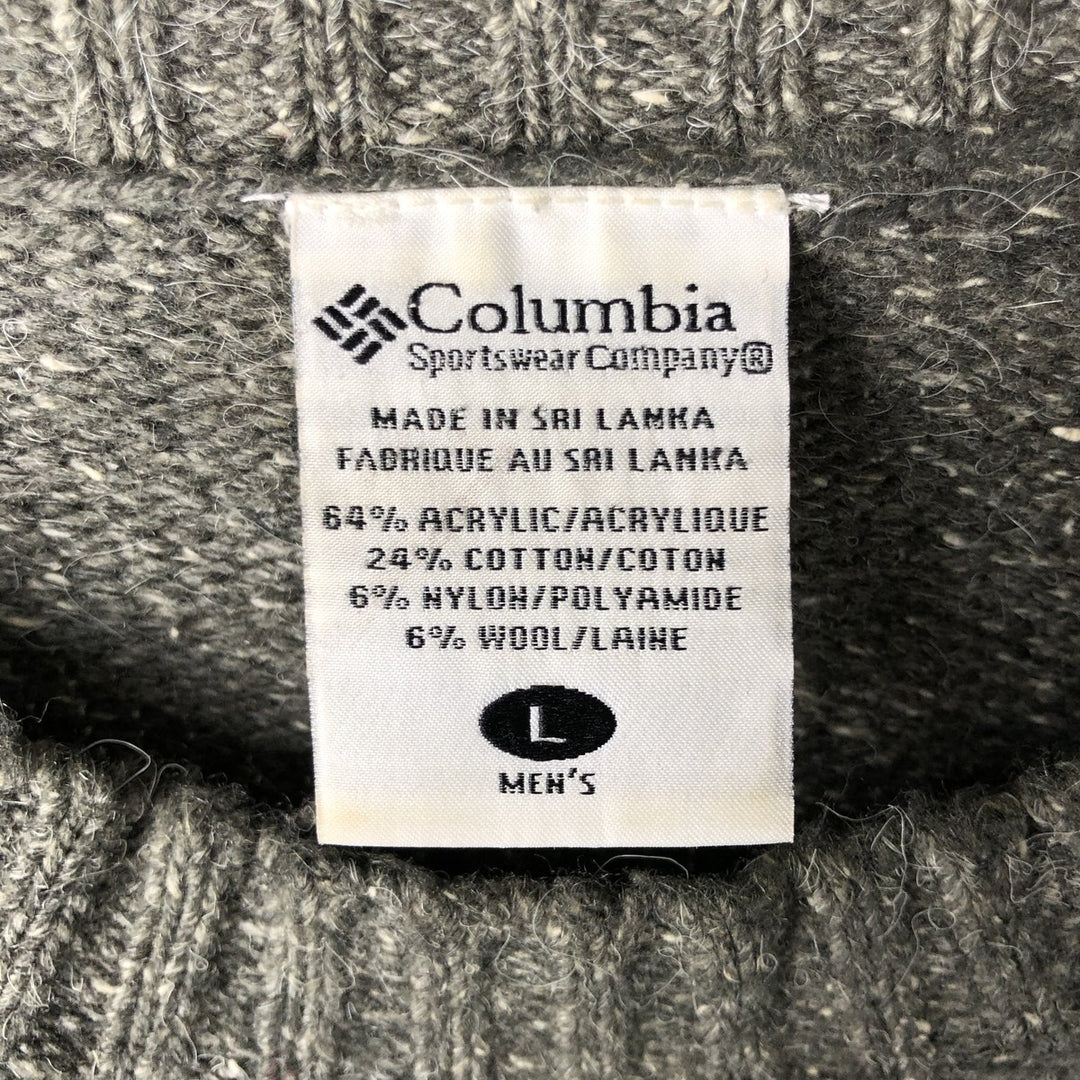 Columbia
Sportswear Company®
MADE IN SRI LANKA
FABRIQUE AU SRI LANKA
64% ACRYLIC/ACRYLIQUE
24% COTTON/COTON
6% NYLON/POLYAMIDE
6% WOOL/LAINE
L
MEN'S